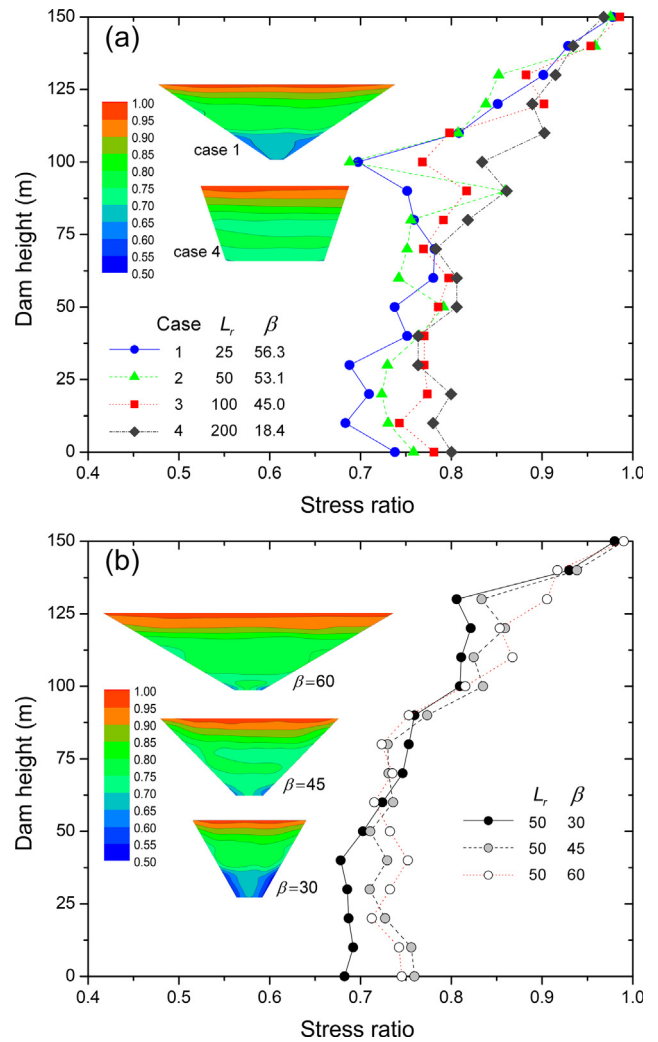 (a)
150
125
100
75
50
25
0
Dam height (m)
1.00
0.95
0.90
0.85
0.80
0.75
0.70
0.65
0.60
0.55
0.50
case 1
case 4
Case Lr β
1 25 56.3
2 50 53.1
3 100 45.0
4 200 18.4
0.4 0.5 0.6 0.7 0.8 0.9 1.0
Stress ratio
(b)
150
125
100
75
50
25
0
Dam height (m)
1.00
0.95
0.90
0.85
0.80
0.75
0.70
0.65
0.60
0.55
0.50
β=60
β=45
β=30
Lr β
50 30
50 45
50 60
0.4 0.5 0.6 0.7 0.8 0.9 1.0
Stress ratio